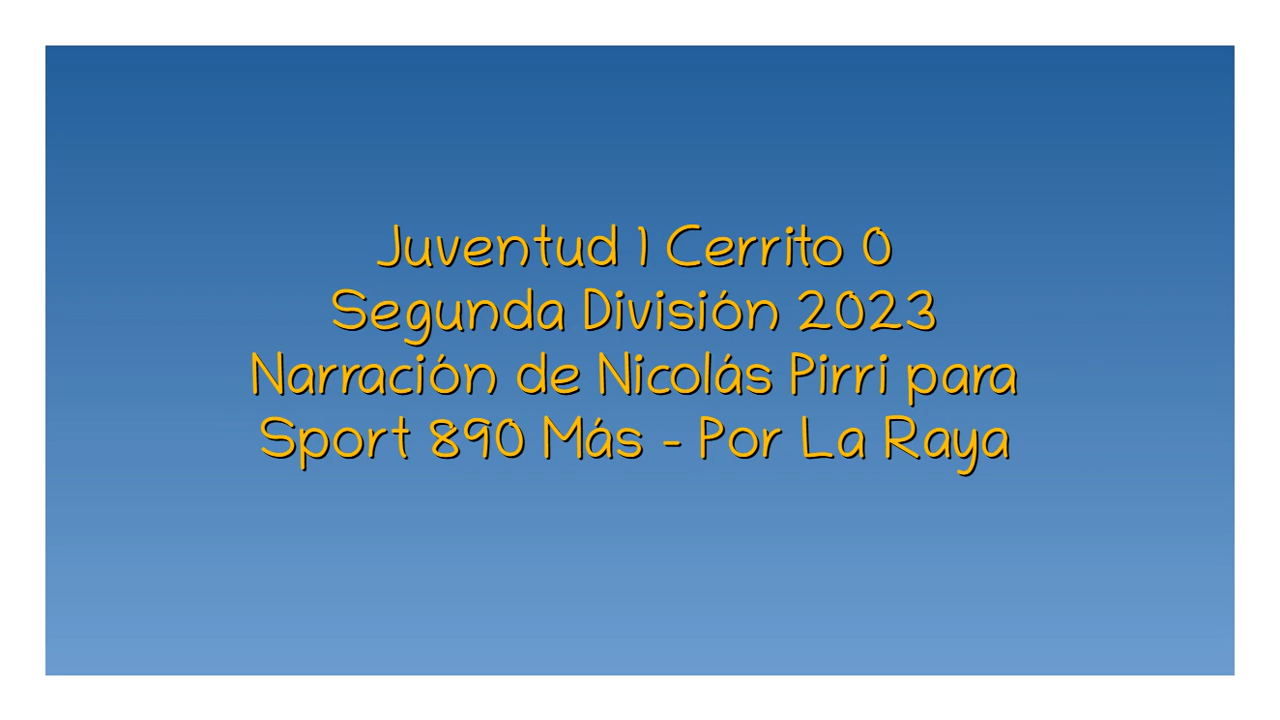 Juventud 1 Cerrito 0
Segunda División 2023
Narración de Nicolás Pirri para
Sport 890 Más - Por La Raya